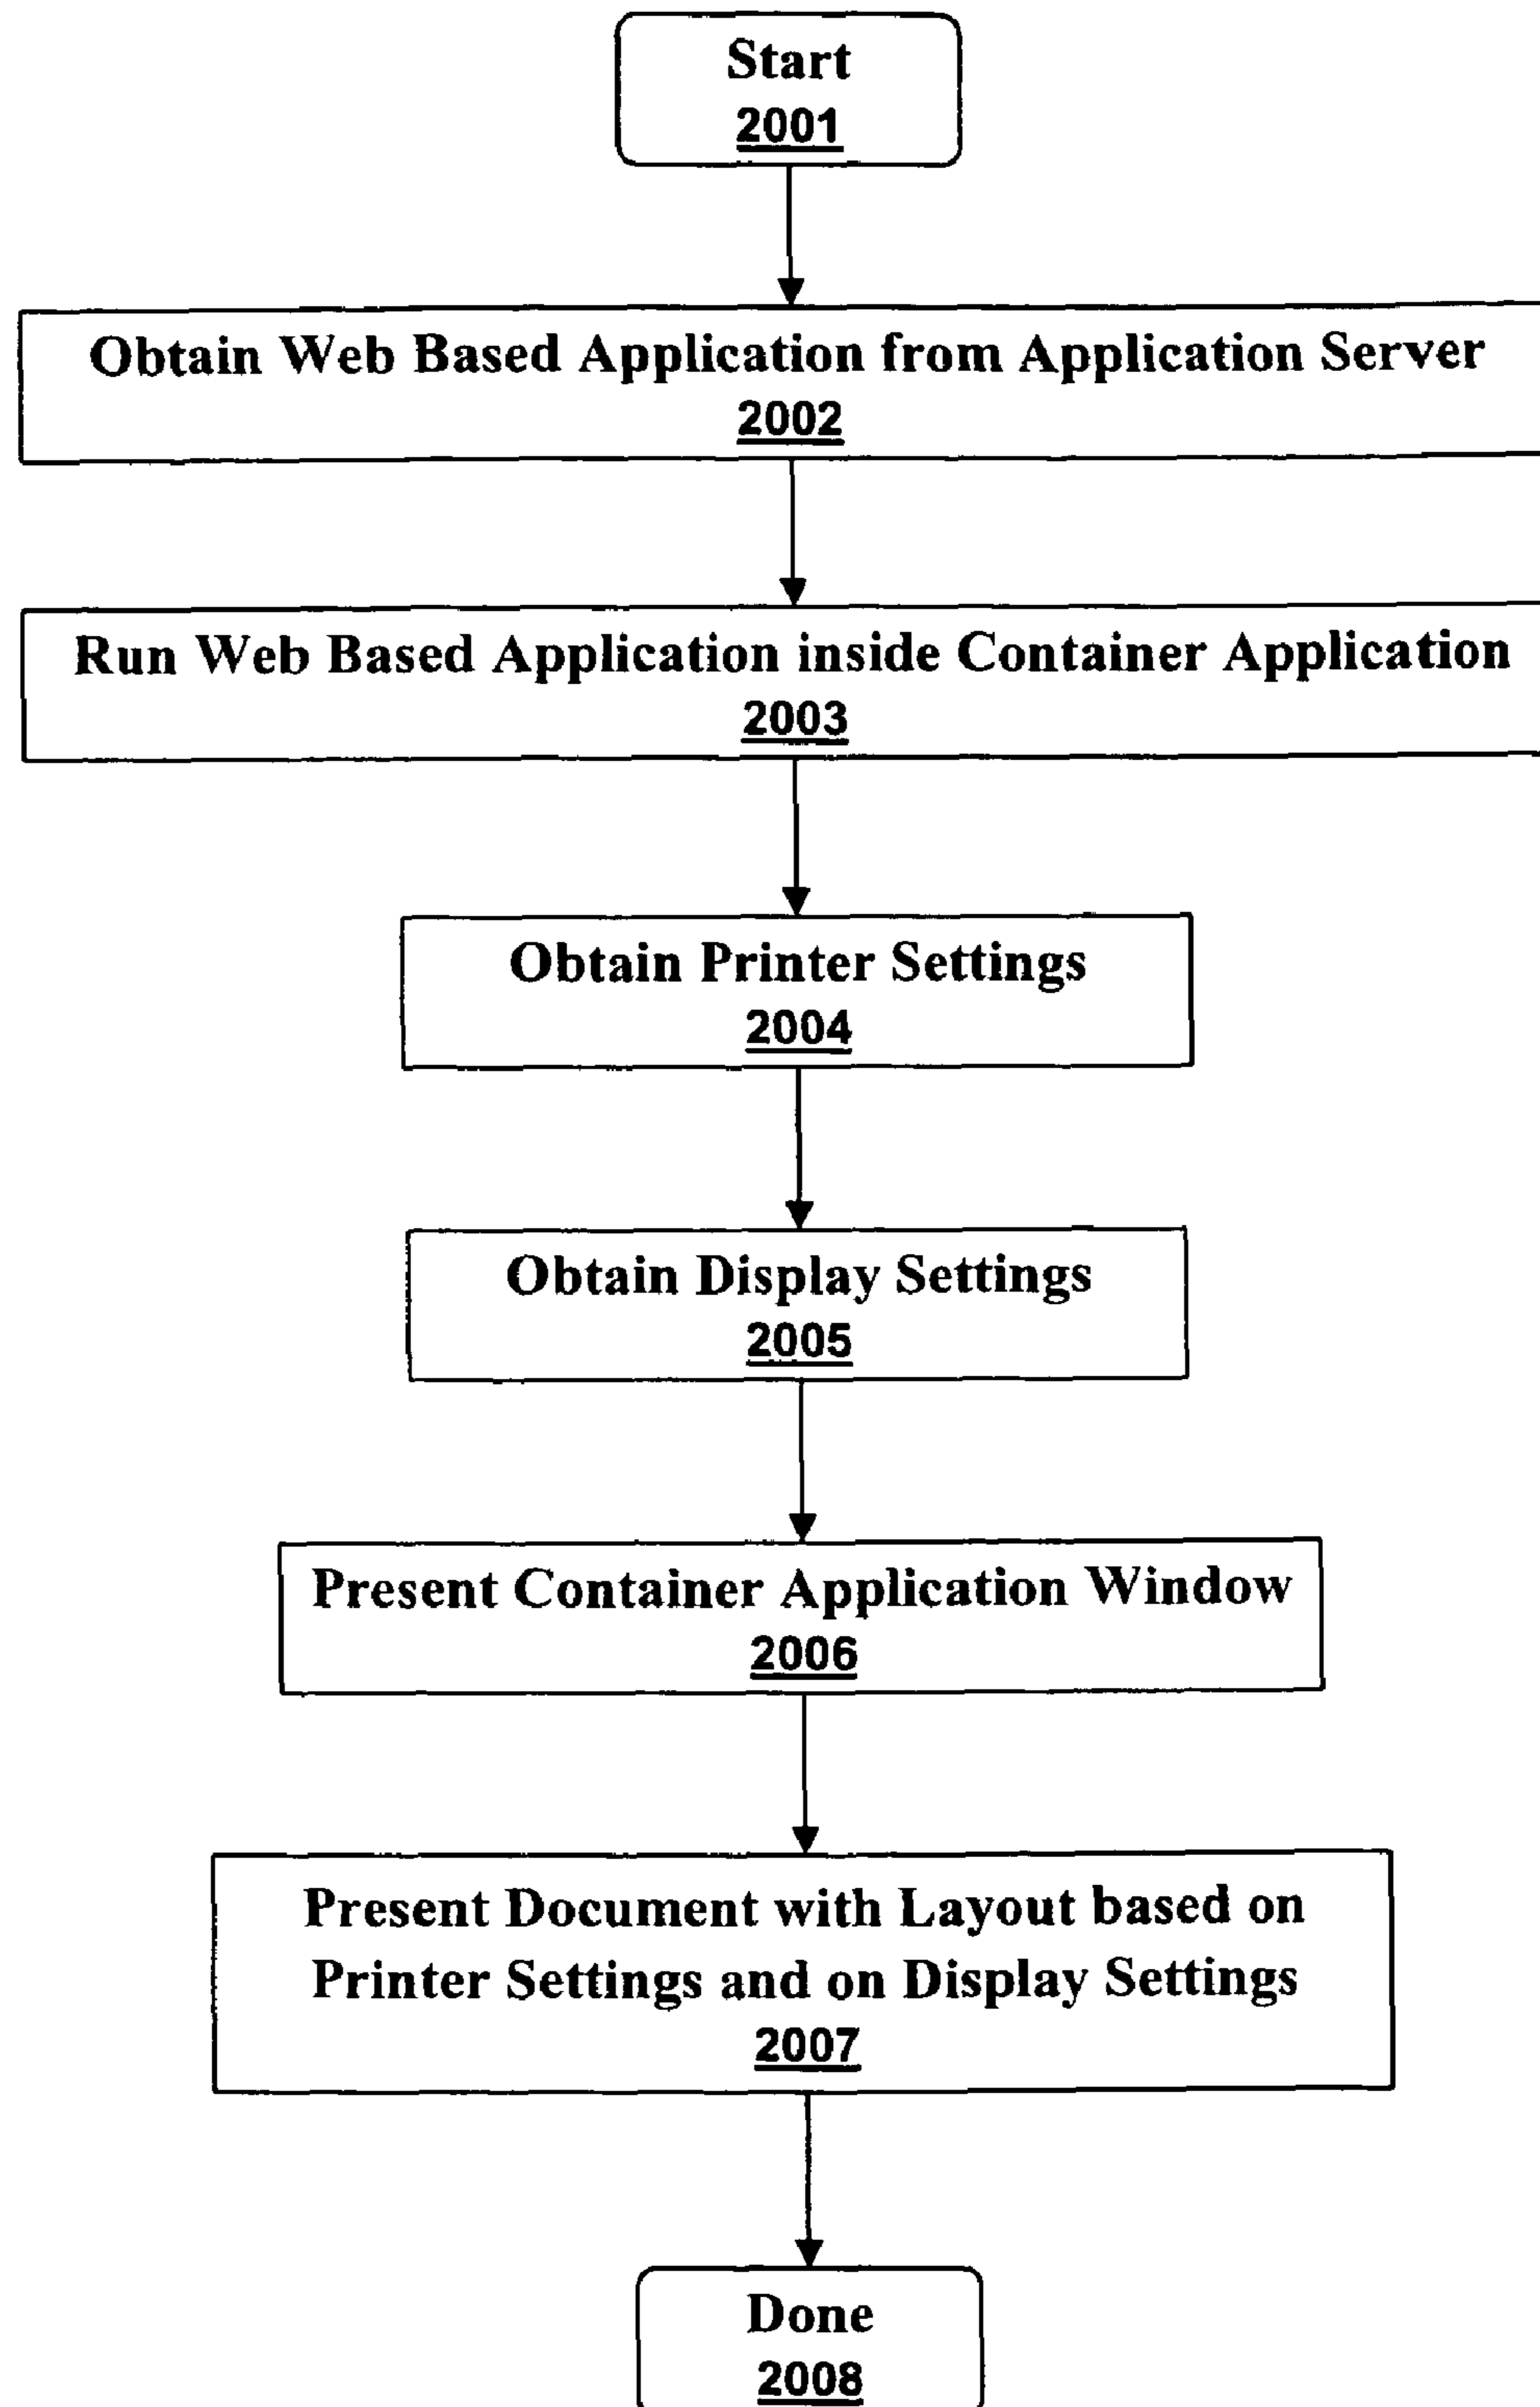 Start
2001
Obtain Web Based Application from Application Server
2002
Run Web Based Application inside Container Application
2003
Obtain Printer Settings
2004
Obtain Display Settings
2005
Present Container Application Window
2006
Present Document with Layout based on
Printer Settings and on Display Settings
2007
Done
2008